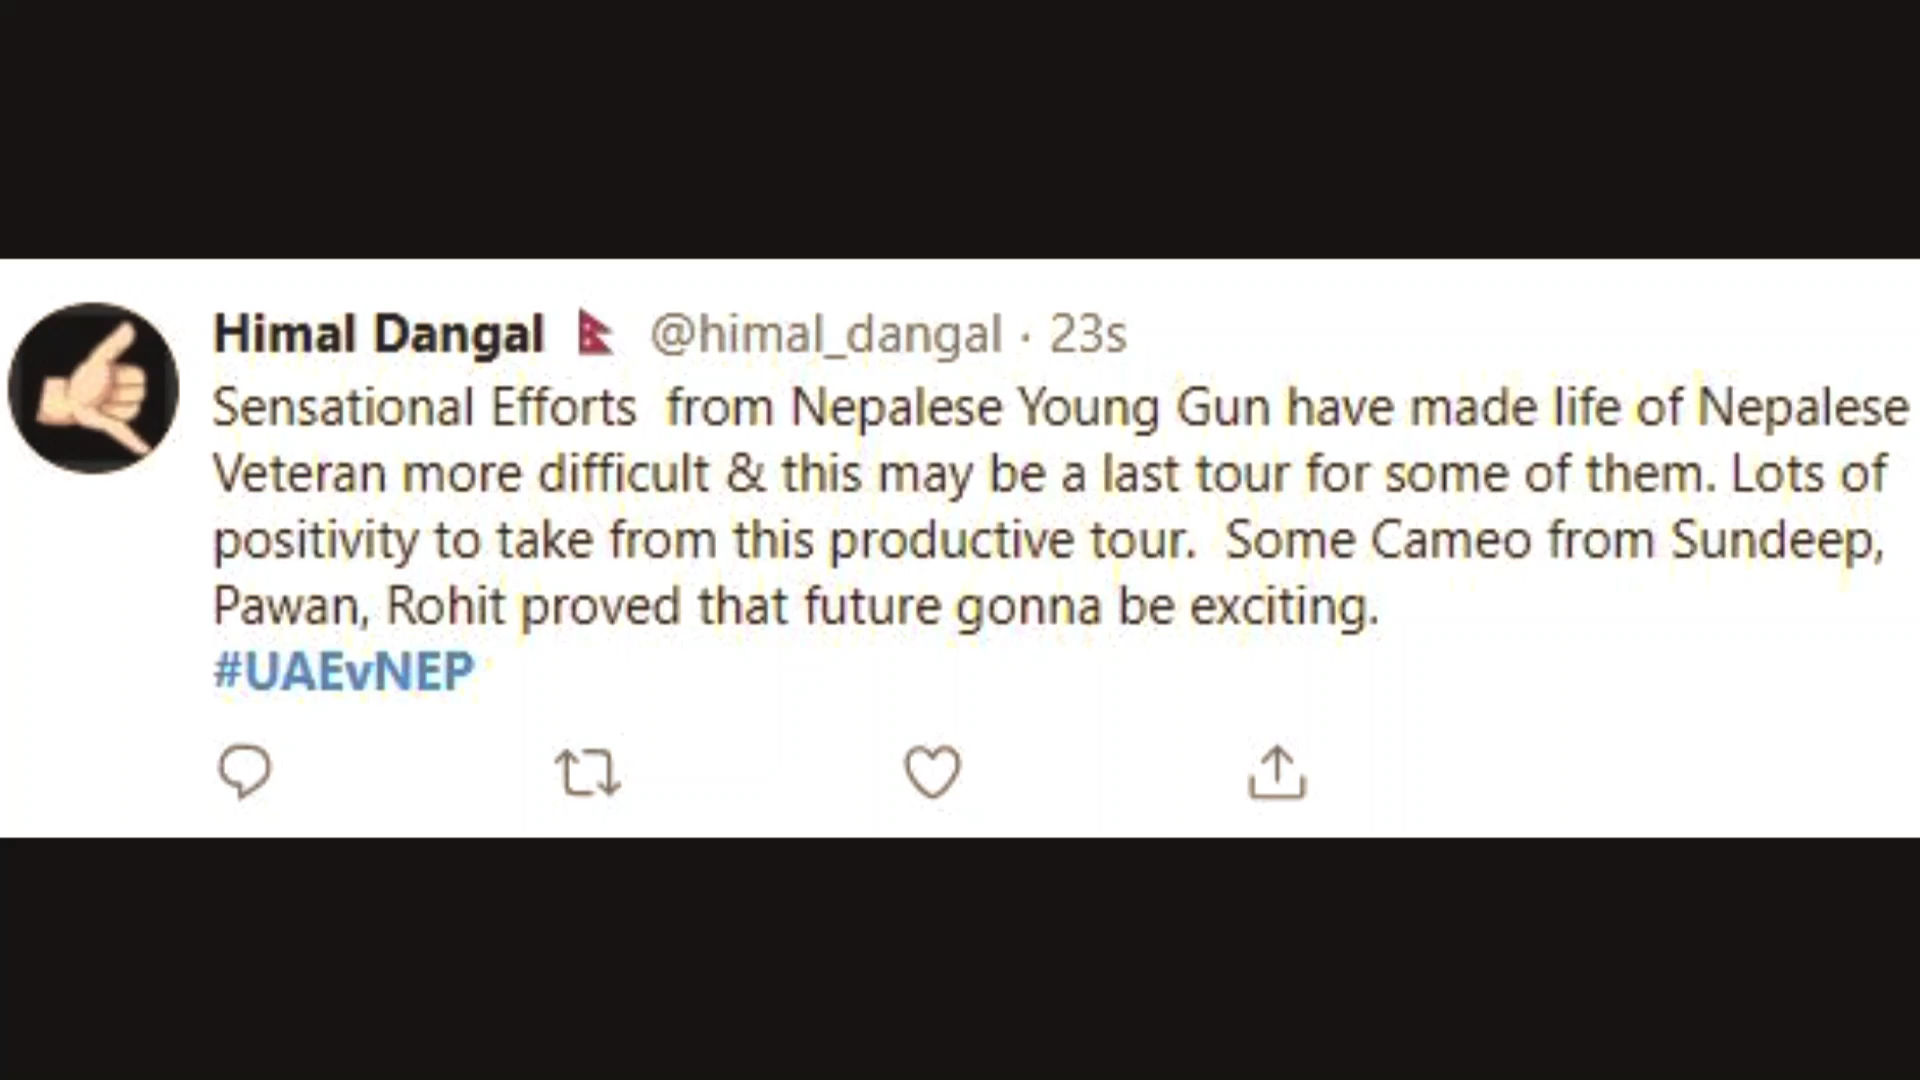 Himal Dangal 🇳🇵 @himal_dangal · 23s
Sensational Efforts  from Nepalese Young Gun have made life of Nepalese
Veteran more difficult & this may be a last tour for some of them. Lots of
positivity to take from this productive tour.  Some Cameo from Sundeep,
Pawan, Rohit proved that future gonna be exciting.
#UAEvNEP